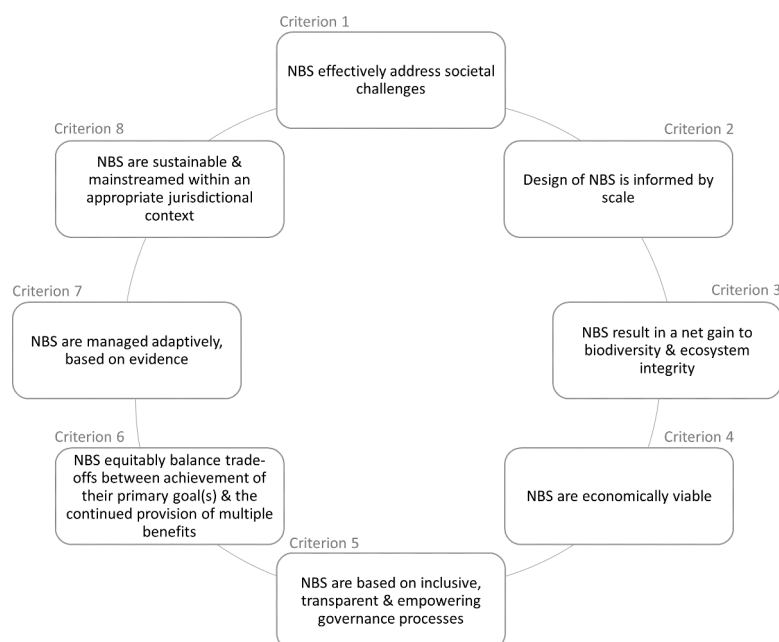 Criterion 1
NBS effectively address societal
challenges
Criterion 2
Design of NBS is informed by
scale
Criterion 3
NBS result in a net gain to
biodiversity & ecosystem
integrity
Criterion 4
NBS are economically viable
Criterion 5
NBS are based on inclusive,
transparent & empowering
governance processes
Criterion 6
NBS equitably balance trade-
offs between achievement of
their primary goal(s) & the
continued provision of multiple
benefits
Criterion 7
NBS are managed adaptively,
based on evidence
Criterion 8
NBS are sustainable &
mainstreamed within an
appropriate jurisdictional
context